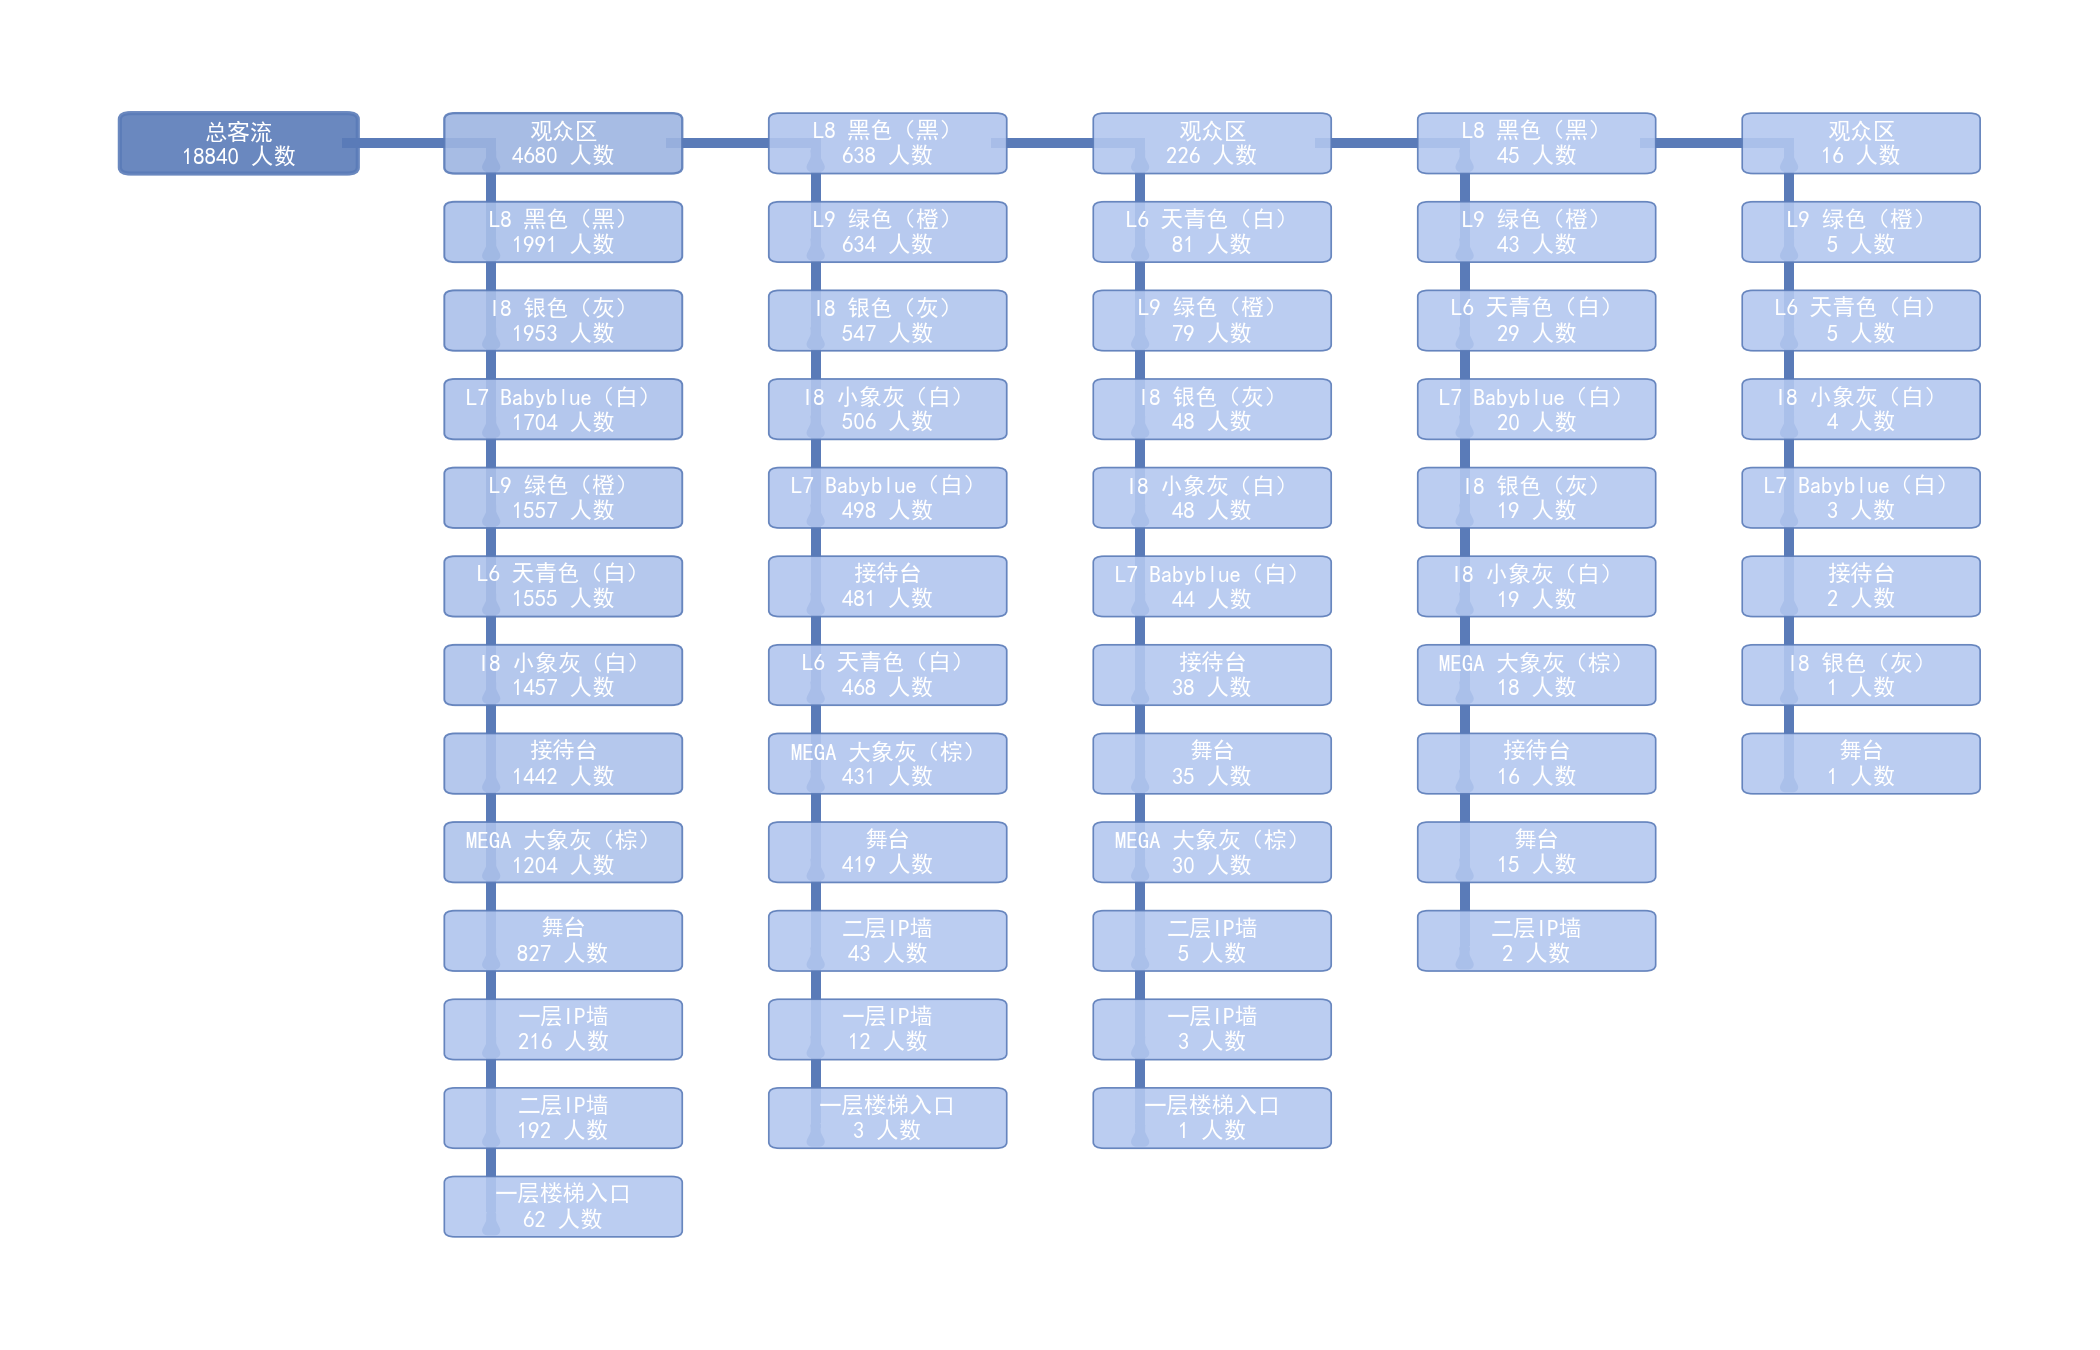 总客流
18840 人数
观众区
4680 人数
L8 黑色（黑）
1991 人数
I8 银色（灰）
1953 人数
L7 Babyblue（白）
1704 人数
L9 绿色（橙）
1557 人数
L6 天青色（白）
1555 人数
I8 小象灰（白）
1457 人数
接待台
1442 人数
MEGA 大象灰（棕）
1204 人数
舞台
827 人数
一层IP墙
216 人数
二层IP墙
192 人数
一层楼梯入口
62 人数
L8 黑色（黑）
638 人数
L9 绿色（橙）
634 人数
I8 银色（灰）
547 人数
I8 小象灰（白）
506 人数
L7 Babyblue（白）
498 人数
接待台
481 人数
L6 天青色（白）
468 人数
MEGA 大象灰（棕）
431 人数
舞台
419 人数
二层IP墙
43 人数
一层IP墙
12 人数
一层楼梯入口
3 人数
观众区
226 人数
L6 天青色（白）
81 人数
L9 绿色（橙）
79 人数
I8 银色（灰）
48 人数
I8 小象灰（白）
48 人数
L7 Babyblue（白）
44 人数
接待台
38 人数
舞台
35 人数
MEGA 大象灰（棕）
30 人数
二层IP墙
5 人数
一层IP墙
3 人数
一层楼梯入口
1 人数
L8 黑色（黑）
45 人数
L9 绿色（橙）
43 人数
L6 天青色（白）
29 人数
L7 Babyblue（白）
20 人数
I8 银色（灰）
19 人数
I8 小象灰（白）
19 人数
MEGA 大象灰（棕）
18 人数
接待台
16 人数
舞台
15 人数
二层IP墙
2 人数
观众区
16 人数
L9 绿色（橙）
5 人数
L6 天青色（白）
5 人数
I8 小象灰（白）
4 人数
L7 Babyblue（白）
3 人数
接待台
2 人数
I8 银色（灰）
1 人数
舞台
1 人数